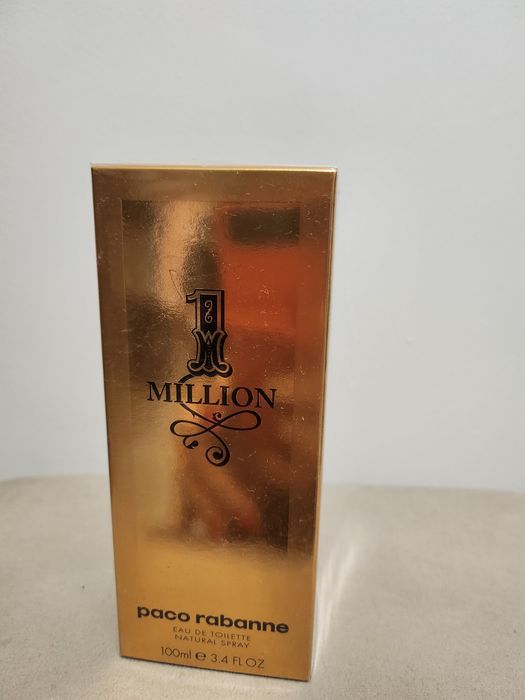 1
MILLION
paco rabanne
EAU DE TOILETTE
NATURAL SPRAY
100ml ℮ 3.4 FL OZ